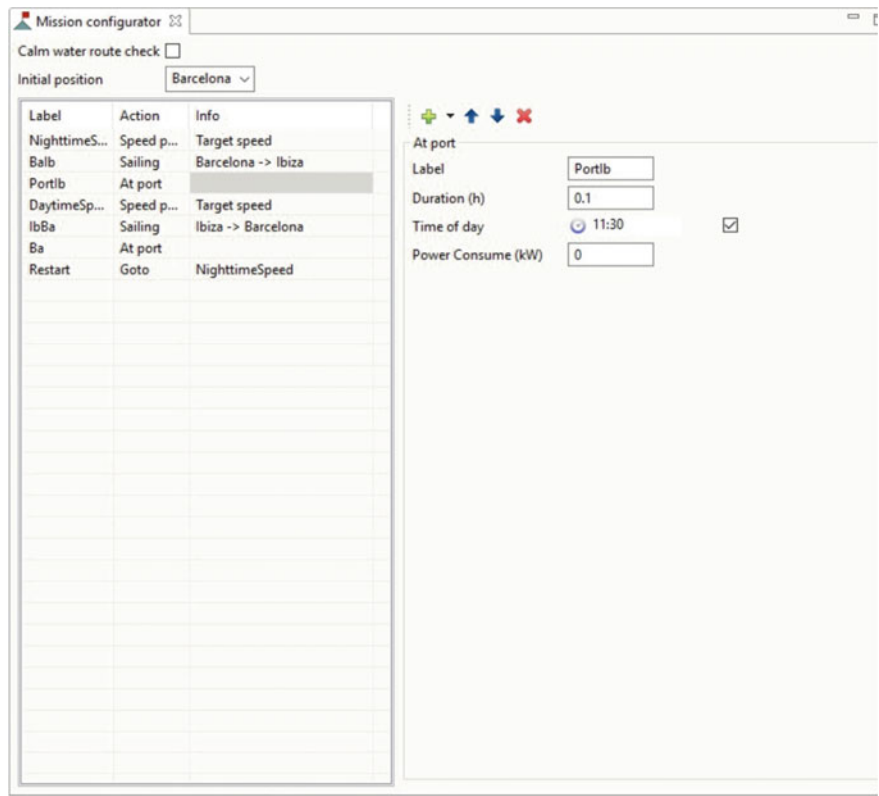 Mission configurator
Calm water route check
Initial position Barcelona
Label Action Info
NighttimeS... Speed p... Target speed
BaIb Sailing Barcelona -> Ibiza
PortIb At port
DaytimeSp... Speed p... Target speed
IbBa Sailing Ibiza -> Barcelona
Ba At port
Restart Goto NighttimeSpeed
At port
Label PortIb
Duration (h) 0.1
Time of day 11:30
Power Consume (kW) 0